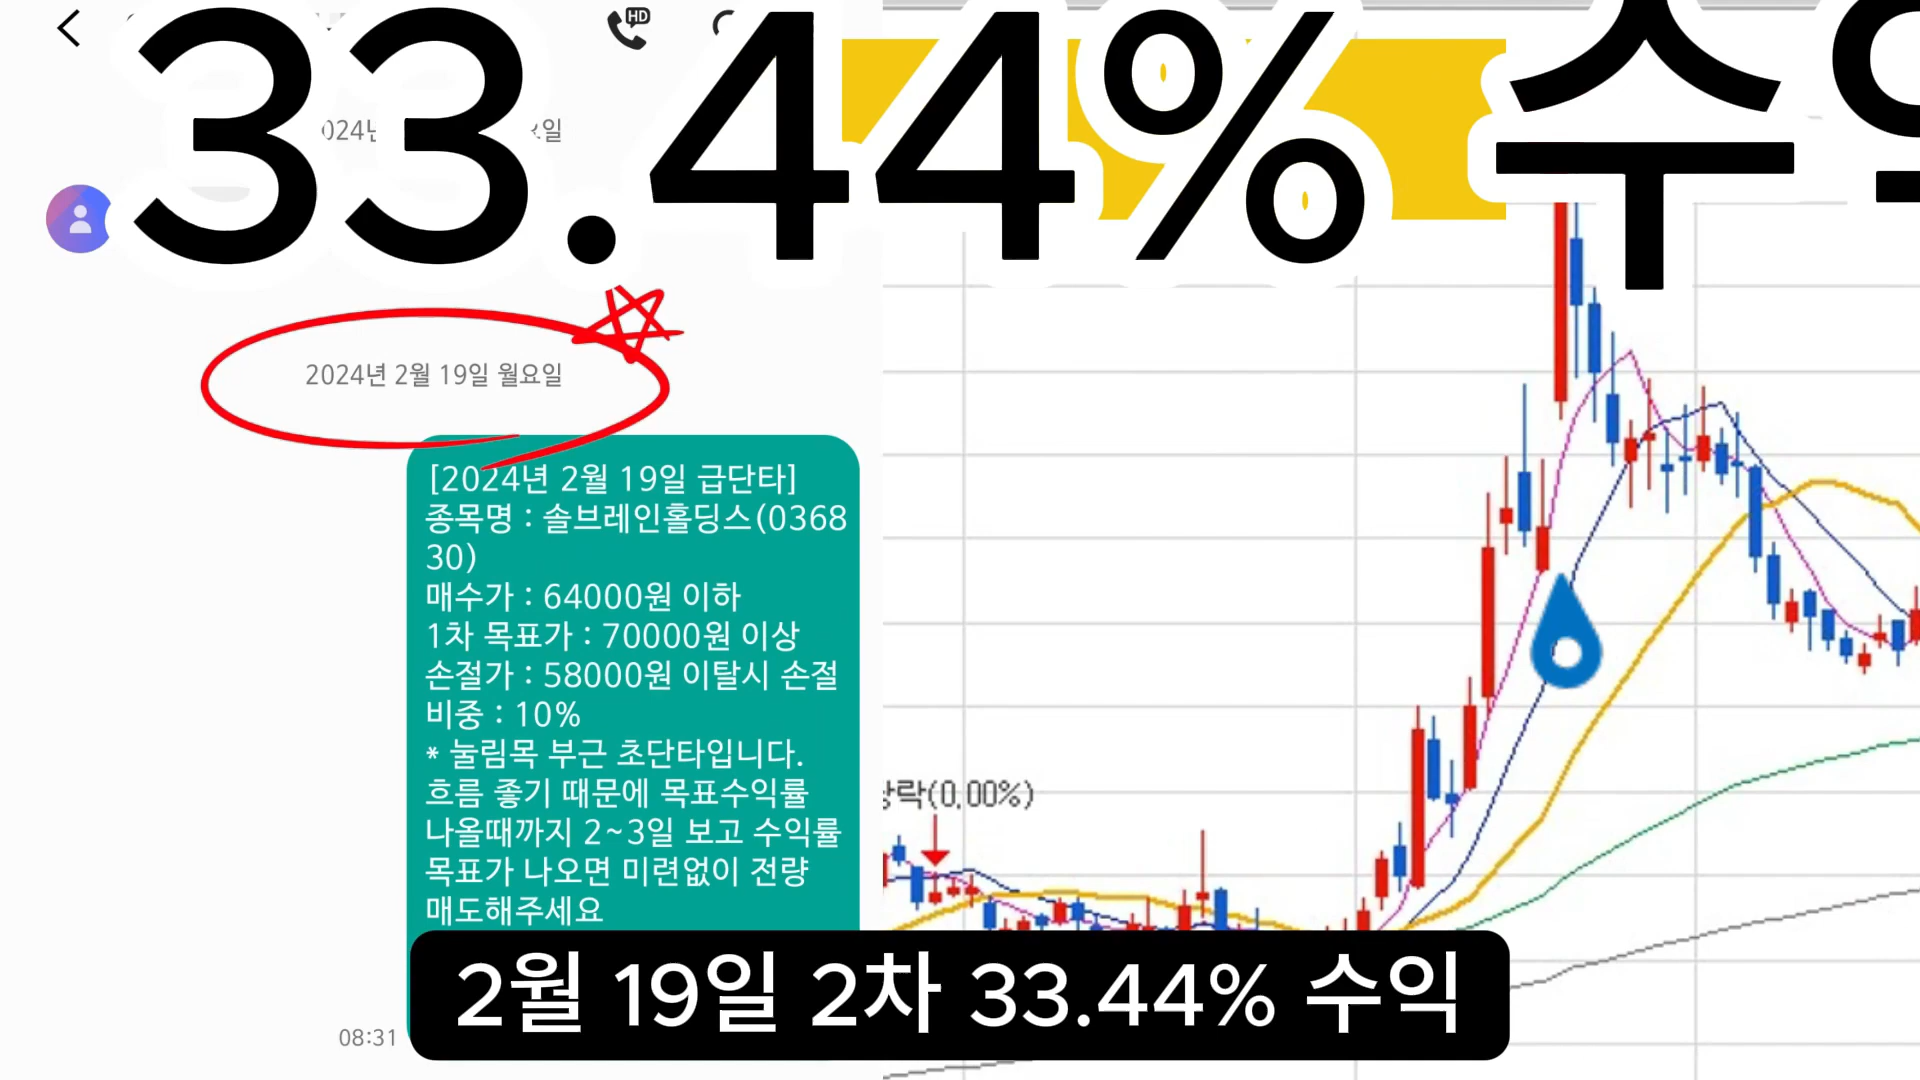 33.44% 수익
HD
2024년 2월 19일 월요일
[2024년 2월 19일 급단타]
종목명 : 솔브레인홀딩스(0368
30)
매수가 : 64000원 이하
1차 목표가 : 70000원 이상
손절가 : 58000원 이탈시 손절
비중 : 10%
* 눌림목 부근 초단타입니다.
흐름 좋기 때문에 목표수익률
나올때까지 2~3일 보고 수익률
목표가 나오면 미련없이 전량
매도해주세요
08:31
락(0.00%)
2월 19일 2차 33.44% 수익